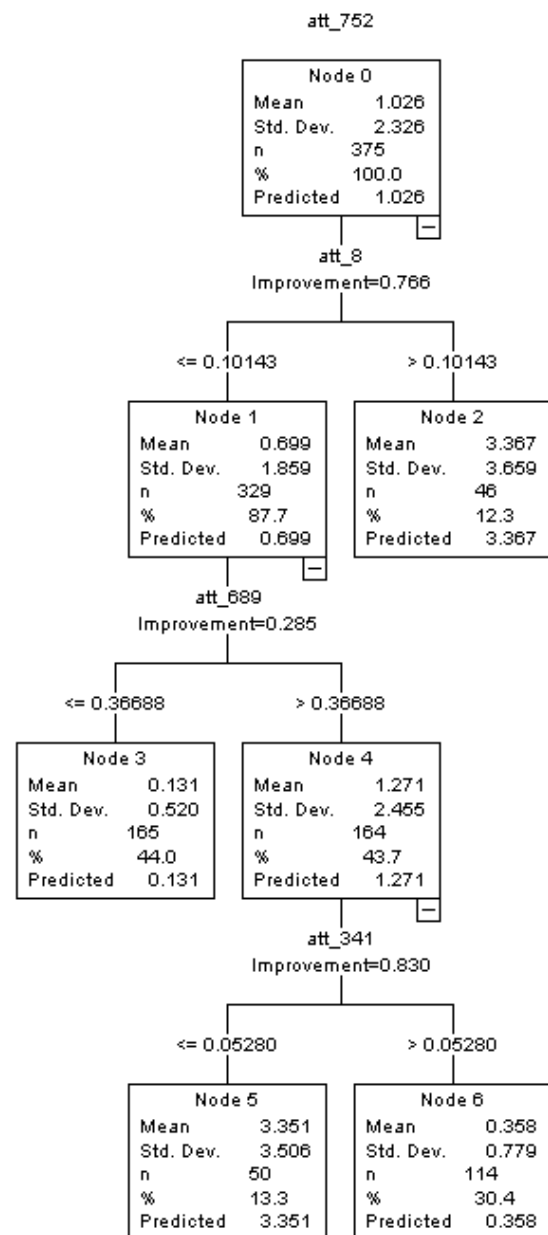 att_752
Node 0
Mean 1.026
Std. Dev. 2.326
n 375
% 100.0
Predicted 1.026
att_8
Improvement=0.766
<= 0.10143
> 0.10143
Node 1
Mean 0.699
Std. Dev. 1.859
n 329
% 87.7
Predicted 0.699
Node 2
Mean 3.367
Std. Dev. 3.659
n 46
% 12.3
Predicted 3.367
att_689
Improvement=0.285
<= 0.36688
> 0.36688
Node 3
Mean 0.131
Std. Dev. 0.520
n 165
% 44.0
Predicted 0.131
Node 4
Mean 1.271
Std. Dev. 2.455
n 164
% 43.7
Predicted 1.271
att_341
Improvement=0.830
<= 0.05280
> 0.05280
Node 5
Mean 3.351
Std. Dev. 3.506
n 50
% 13.3
Predicted 3.351
Node 6
Mean 0.358
Std. Dev. 0.779
n 114
% 30.4
Predicted 0.358